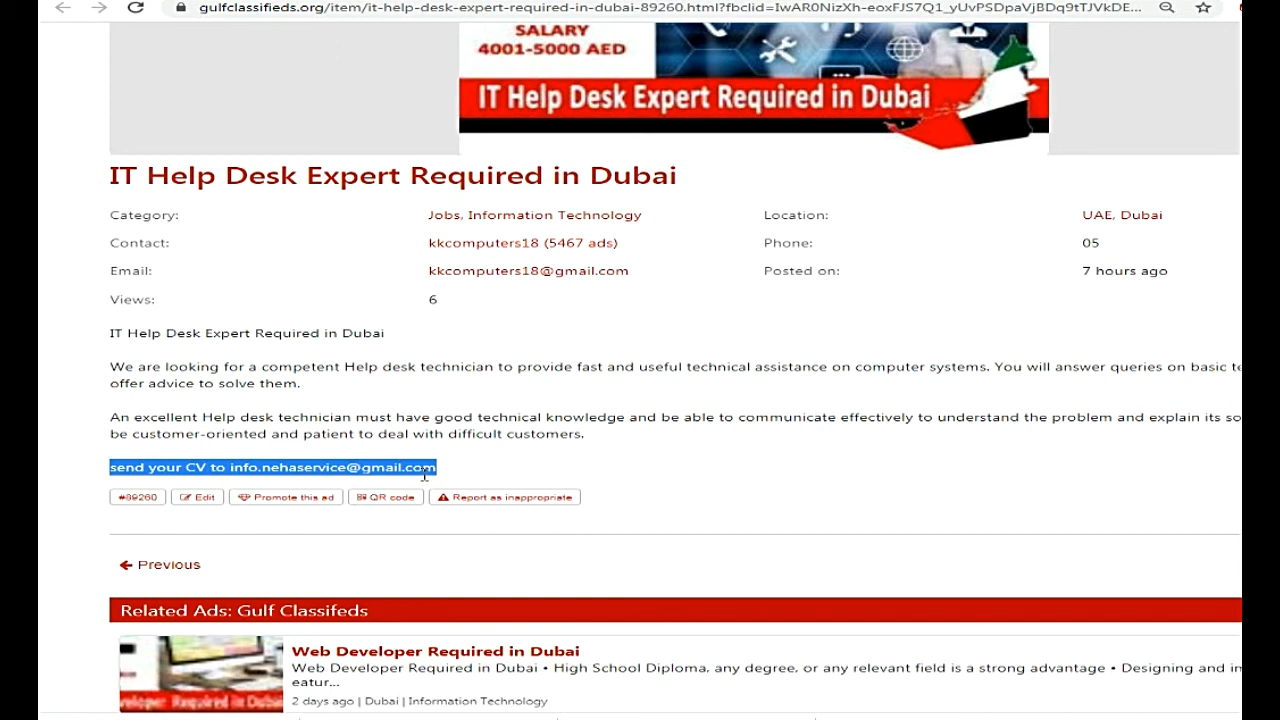 gulfclassifieds.org/item/it-help-desk-expert-required-in-dubai-89260.html?fbclid=IwAR0NizXh-eoxFJS7Q1_yUvPSDpaVjBDq9tTJVkDE...
SALARY
4001-5000 AED
IT Help Desk Expert Required in Dubai
IT Help Desk Expert Required in Dubai
Category: Jobs, Information Technology Location: UAE, Dubai
Contact: kkcomputers18 (5467 ads) Phone: 05
Email: kkcomputers18@gmail.com Posted on: 7 hours ago
Views: 6
IT Help Desk Expert Required in Dubai
We are looking for a competent Help desk technician to provide fast and useful technical assistance on computer systems. You will answer queries on basic te
offer advice to solve them.
An excellent Help desk technician must have good technical knowledge and be able to communicate effectively to understand the problem and explain its so
be customer-oriented and patient to deal with difficult customers.
send your CV to info.nehaservice@gmail.com
#89260 Edit Promote this ad QR code Report as inappropriate
Previous
Related Ads: Gulf Classifeds
Web Developer Required in Dubai
Web Developer Required in Dubai • High School Diploma, any degree, or any relevant field is a strong advantage • Designing and im
eatur...
2 days ago | Dubai | Information Technology
eveloper Required in Dubai